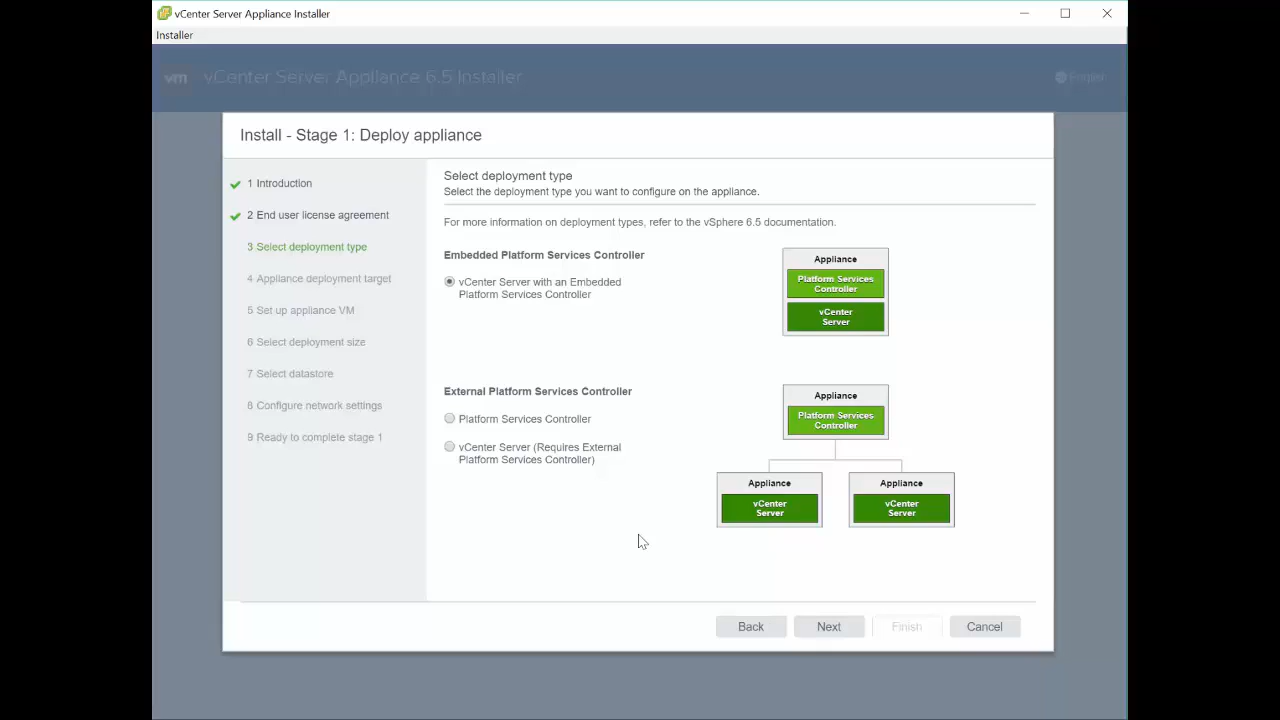 vCenter Server Appliance Installer
Installer
vm vCenter Server Appliance 6.5 Installer
English
Install - Stage 1: Deploy appliance
1 Introduction
2 End user license agreement
3 Select deployment type
4 Appliance deployment target
5 Set up appliance VM
6 Select deployment size
7 Select datastore
8 Configure network settings
9 Ready to complete stage 1
Select deployment type
Select the deployment type you want to configure on the appliance.
For more information on deployment types, refer to the vSphere 6.5 documentation.
Embedded Platform Services Controller
vCenter Server with an Embedded
Platform Services Controller
Appliance
Platform Services
Controller
vCenter
Server
External Platform Services Controller
Platform Services Controller
vCenter Server (Requires External
Platform Services Controller)
Appliance
Platform Services
Controller
Appliance
vCenter
Server
Appliance
vCenter
Server
Back
Next
Finish
Cancel